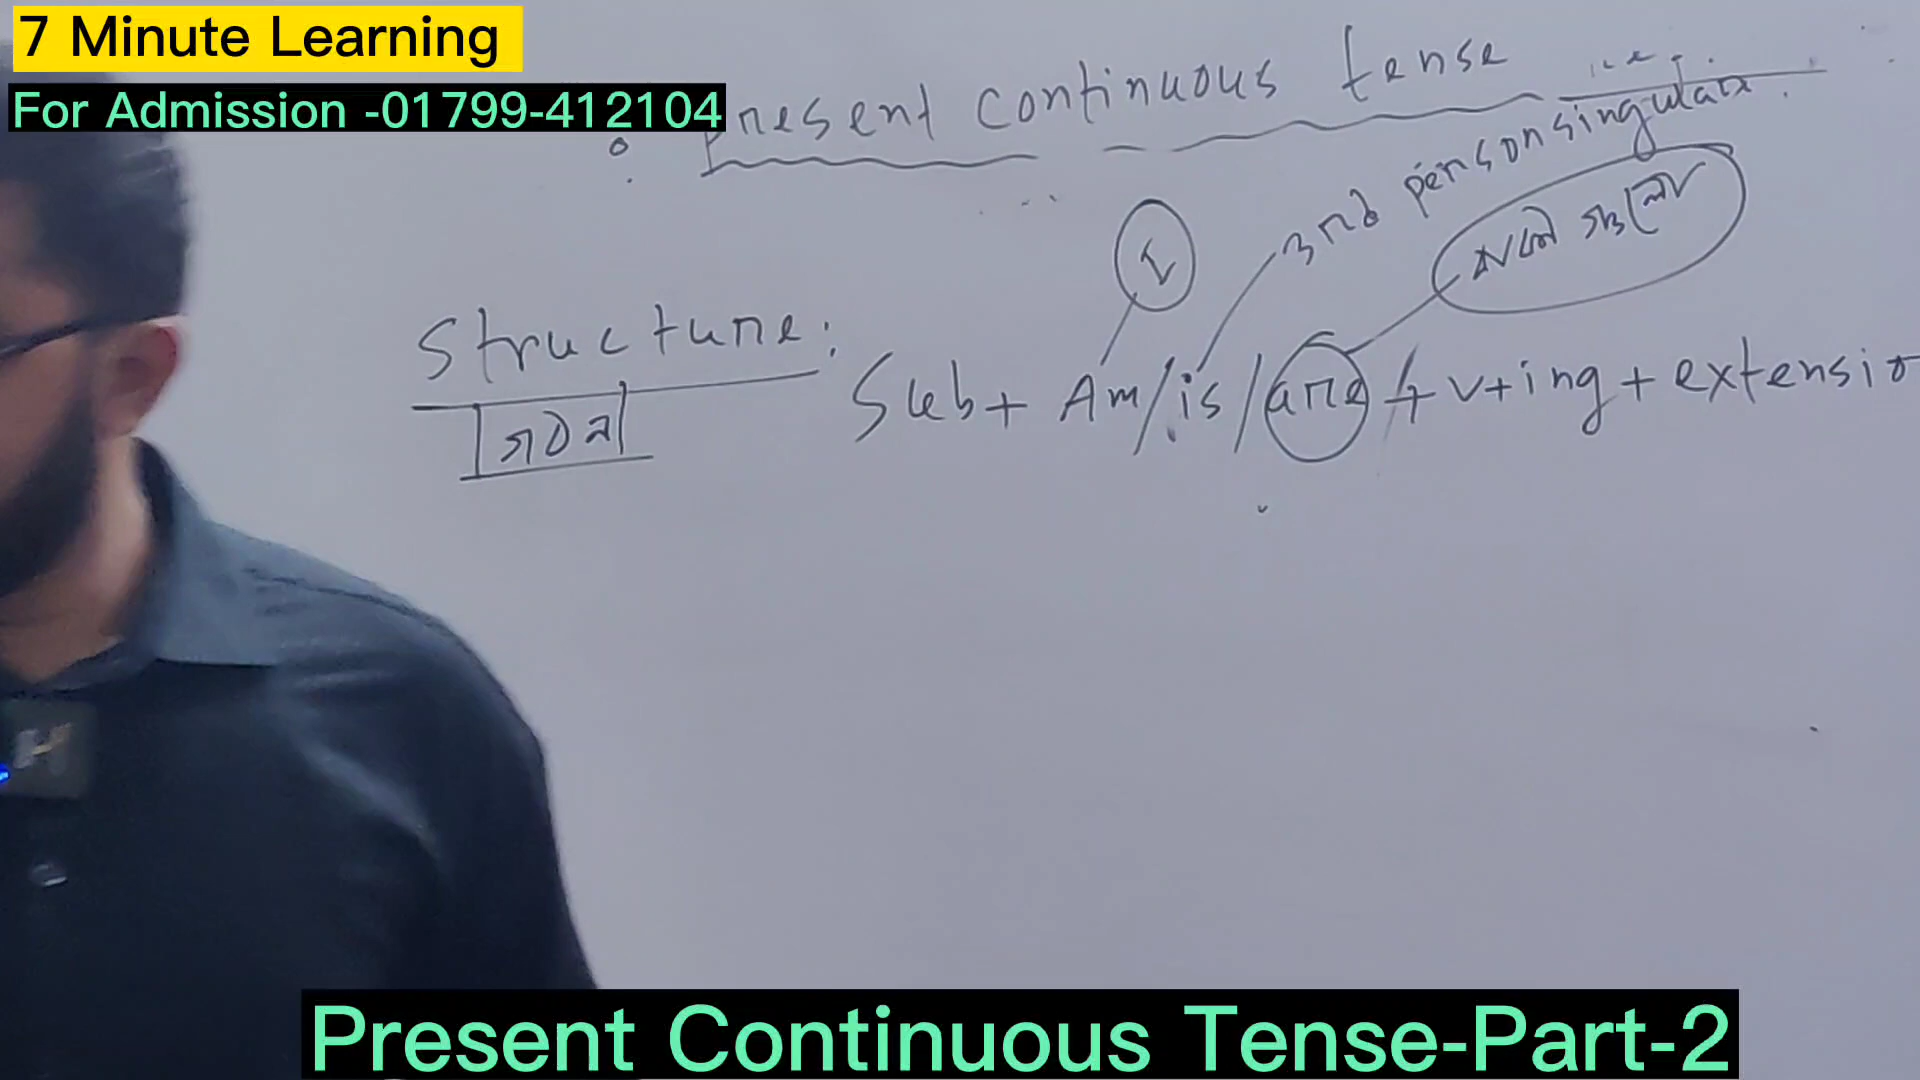 7 Minute Learning
For Admission -01799-412104
Present continuous tense
3rd person singular
I
Structure:
Sub + Am/is/are + v+ing + extensio
গঠন
Present Continuous Tense-Part-2